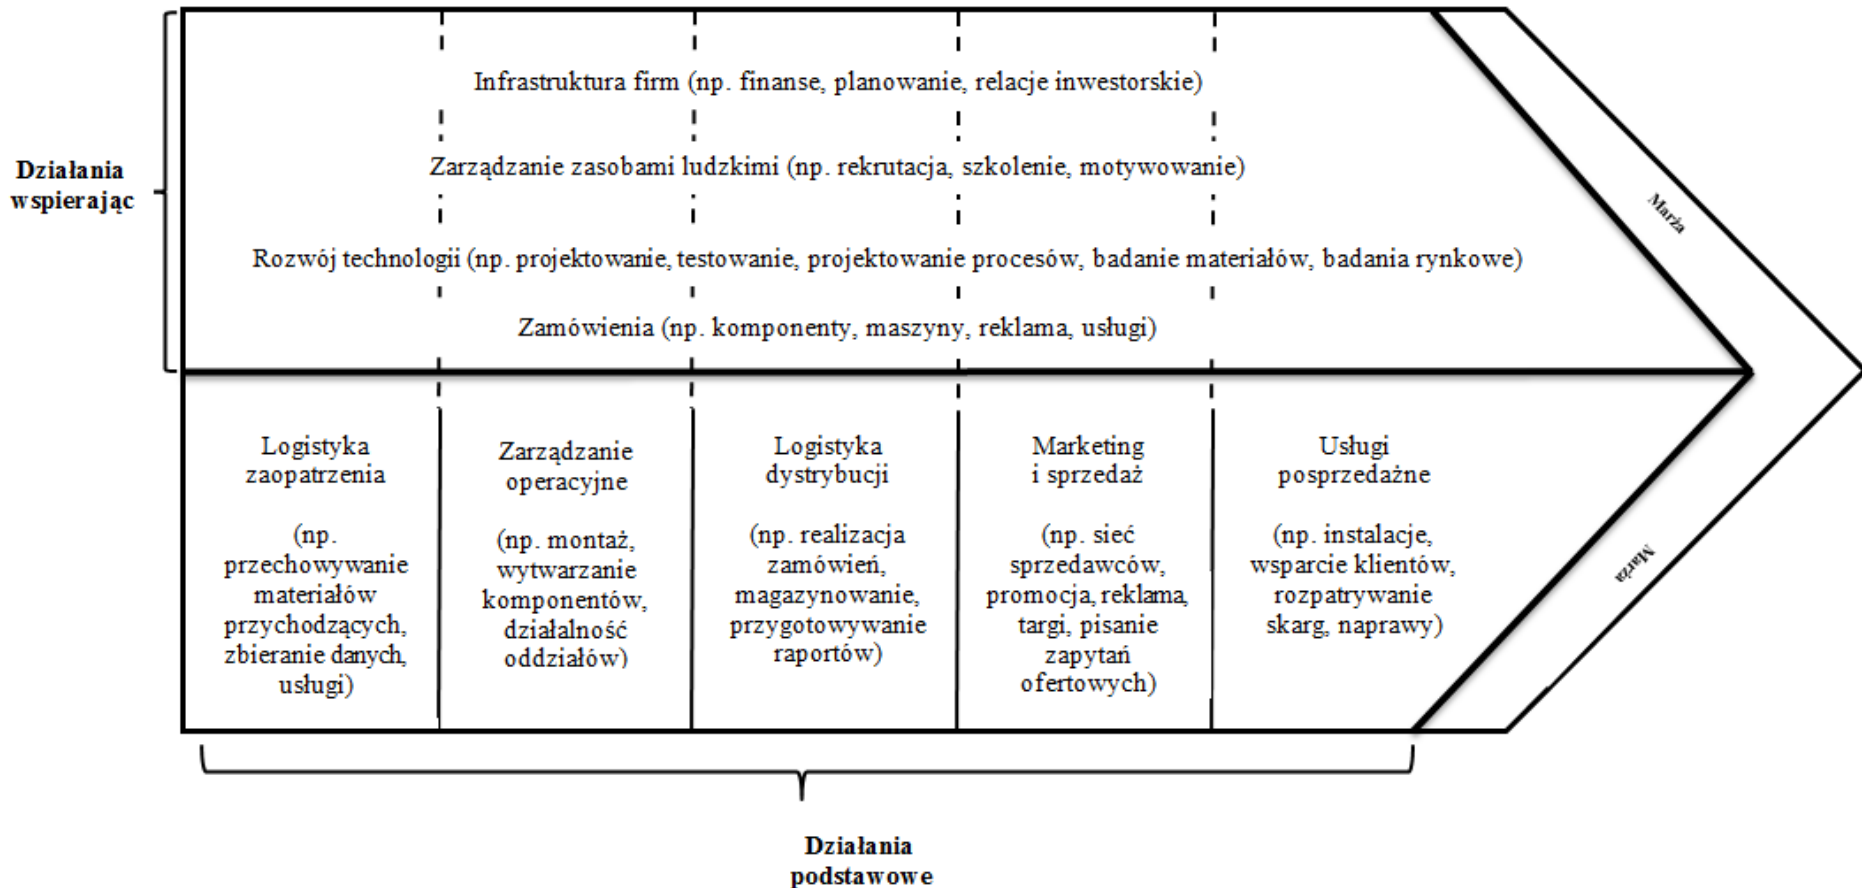 Infrastruktura firm (np. finanse, planowanie, relacje inwestorskie)
Działania
wspierając
Zarządzanie zasobami ludzkimi (np. rekrutacja, szkolenie, motywowanie)
Marża
Rozwój technologii (np. projektowanie, testowanie, projektowanie procesów, badanie materiałów, badania rynkowe)
Zamówienia (np. komponenty, maszyny, reklama, usługi)
Logistyka
zaopatrzenia
(np.
przechowywanie
materiałów
przychodzących,
zbieranie danych,
usługi)
Zarządzanie
operacyjne
(np. montaż,
wytwarzanie
komponentów,
działalność
oddziałów)
Logistyka
dystrybucji
(np. realizacja
zamówień,
magazynowanie,
przygotowywanie
raportów)
Marketing
i sprzedaż
(np. sieć
sprzedawców,
promocja, reklama,
targi, pisanie
zapytań
ofertowych)
Usługi
posprzedażne
(np. instalacje,
wsparcie klientów,
rozpatrywanie
skarg, naprawy)
Marża
Działania
podstawowe